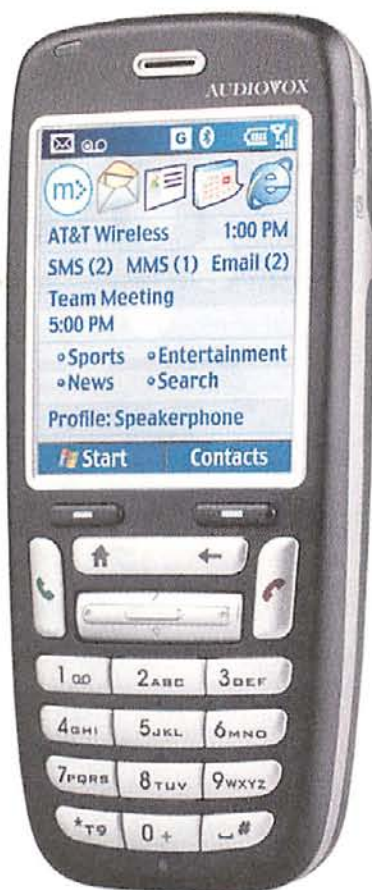 AUDIOVOX
G
m>
AT&T Wireless 1:00 PM
SMS (2) MMS (1) Email (2)
Team Meeting
5:00 PM
Sports Entertainment
News Search
Profile: Speakerphone
Start Contacts
1 2ABC 3DEF
4GHI 5JKL 6MNO
7PQRS 8TUV 9WXYZ
*T9 0+ #